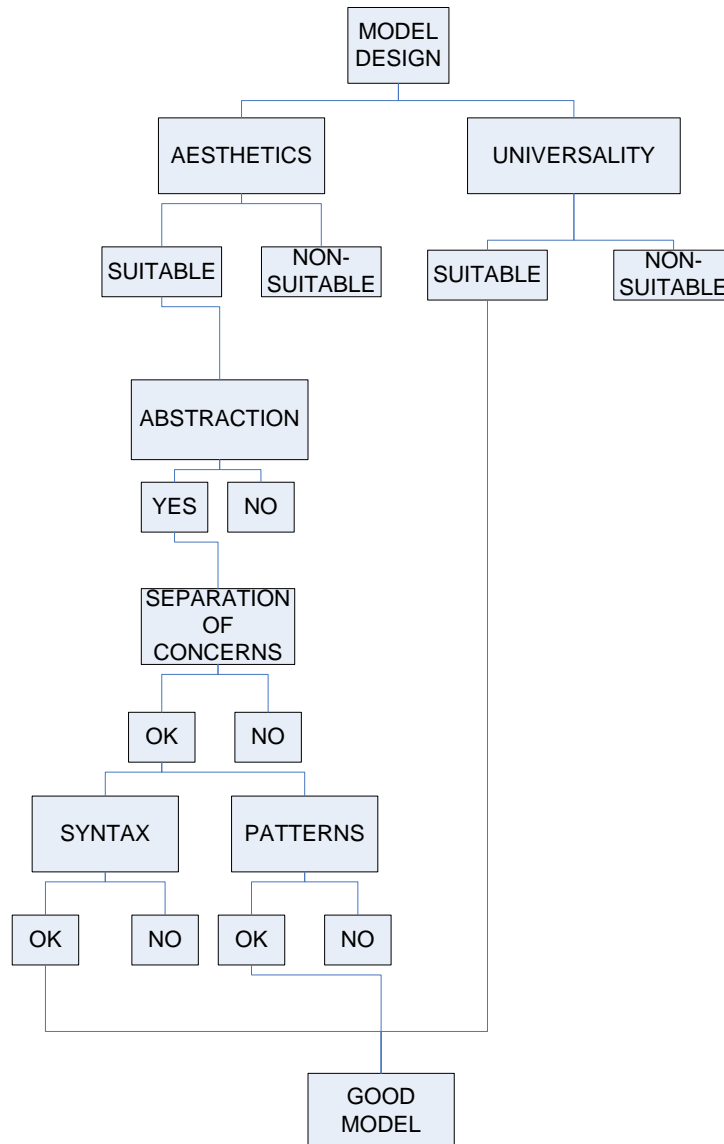 MODEL
DESIGN
AESTHETICS
UNIVERSALITY
SUITABLE
NON-
SUITABLE
SUITABLE
NON-
SUITABLE
ABSTRACTION
YES
NO
SEPARATION
OF
CONCERNS
OK
NO
SYNTAX
PATTERNS
OK
NO
OK
NO
GOOD
MODEL